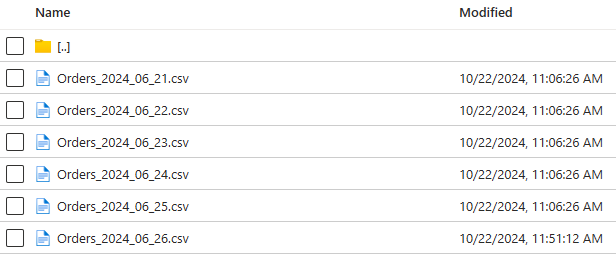 Name Modified
[..]
Orders_2024_06_21.csv 10/22/2024, 11:06:26 AM
Orders_2024_06_22.csv 10/22/2024, 11:06:26 AM
Orders_2024_06_23.csv 10/22/2024, 11:06:26 AM
Orders_2024_06_24.csv 10/22/2024, 11:06:26 AM
Orders_2024_06_25.csv 10/22/2024, 11:06:26 AM
Orders_2024_06_26.csv 10/22/2024, 11:51:12 AM